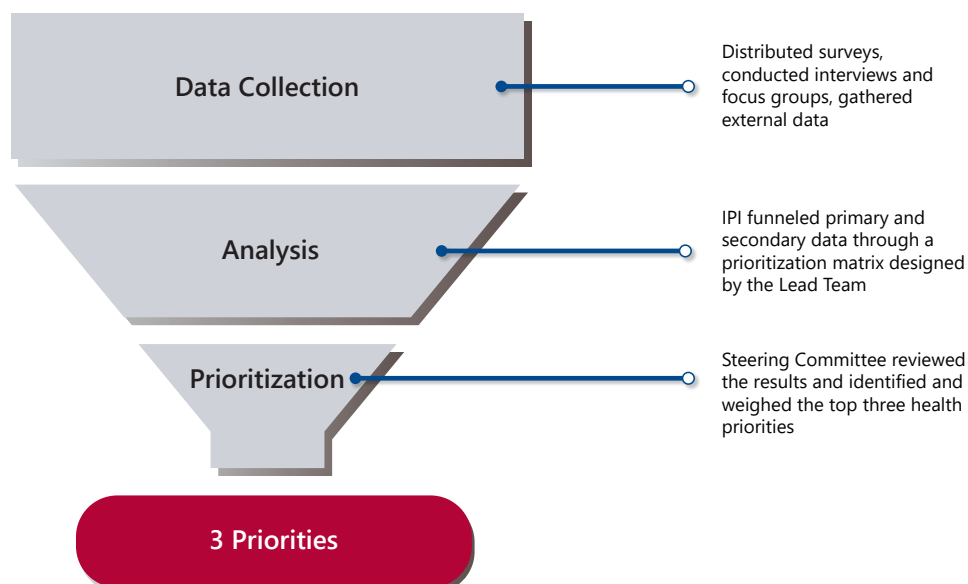 Data Collection
Distributed surveys,
conducted interviews and
focus groups, gathered
external data
Analysis
IPI funneled primary and
secondary data through a
prioritization matrix designed
by the Lead Team
Prioritization
Steering Committee reviewed
the results and identified and
weighed the top three health
priorities
3 Priorities